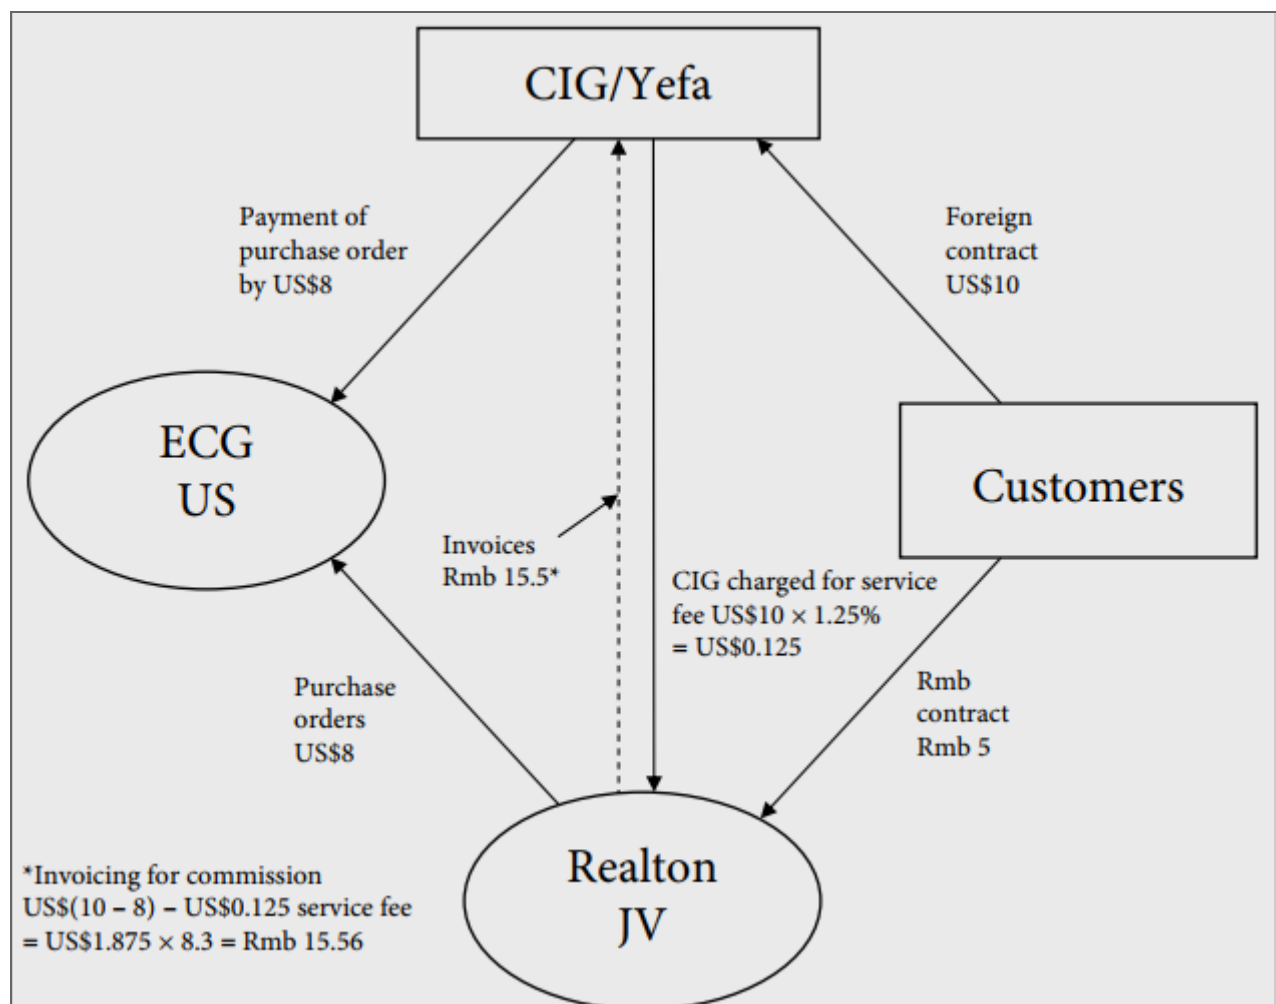 CIG/Yefa
Payment of
purchase order
by US$8
Foreign
contract
US$10
ECG
US
Customers
Invoices
Rmb 15.5*
CIG charged for service
fee US$10 × 1.25%
= US$0.125
Purchase
orders
US$8
Rmb
contract
Rmb 5
Realton
JV
*Invoicing for commission
US$(10 – 8) – US$0.125 service fee
= US$1.875 × 8.3 = Rmb 15.56